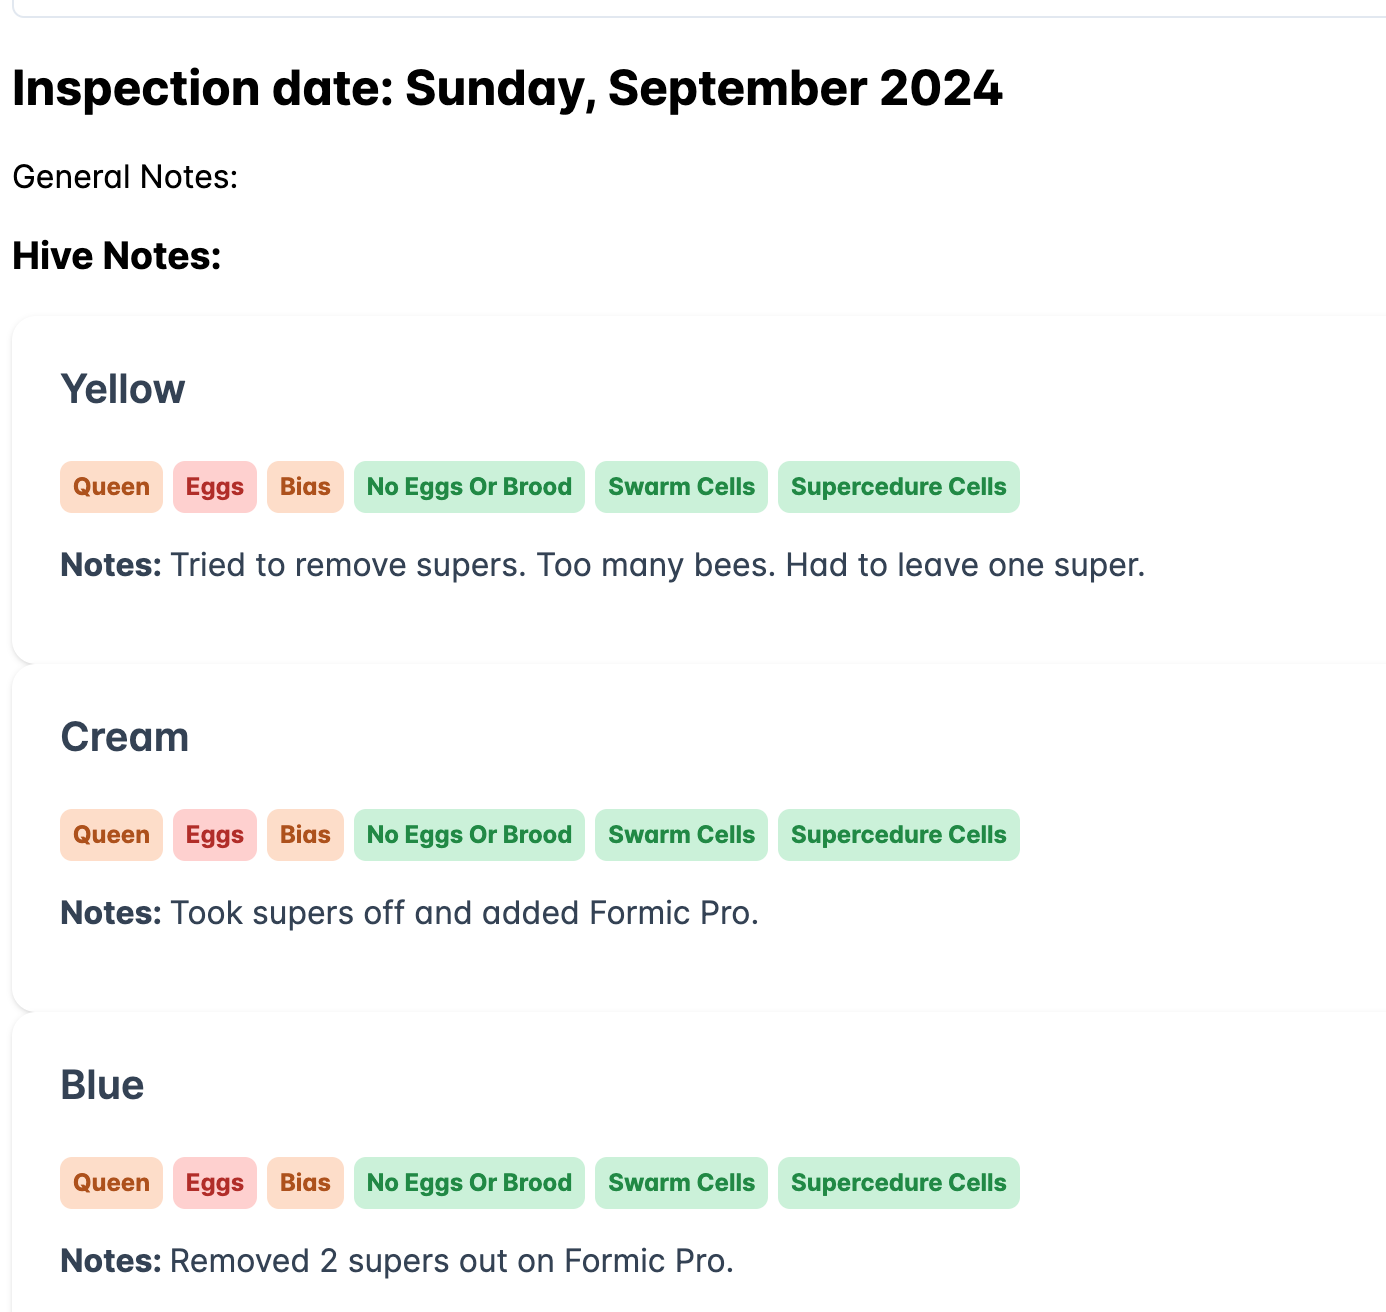 Inspection date: Sunday, September 2024
General Notes:
Hive Notes:
Yellow
Queen Eggs Bias No Eggs Or Brood Swarm Cells Supercedure Cells
Notes: Tried to remove supers. Too many bees. Had to leave one super.
Cream
Queen Eggs Bias No Eggs Or Brood Swarm Cells Supercedure Cells
Notes: Took supers off and added Formic Pro.
Blue
Queen Eggs Bias No Eggs Or Brood Swarm Cells Supercedure Cells
Notes: Removed 2 supers out on Formic Pro.